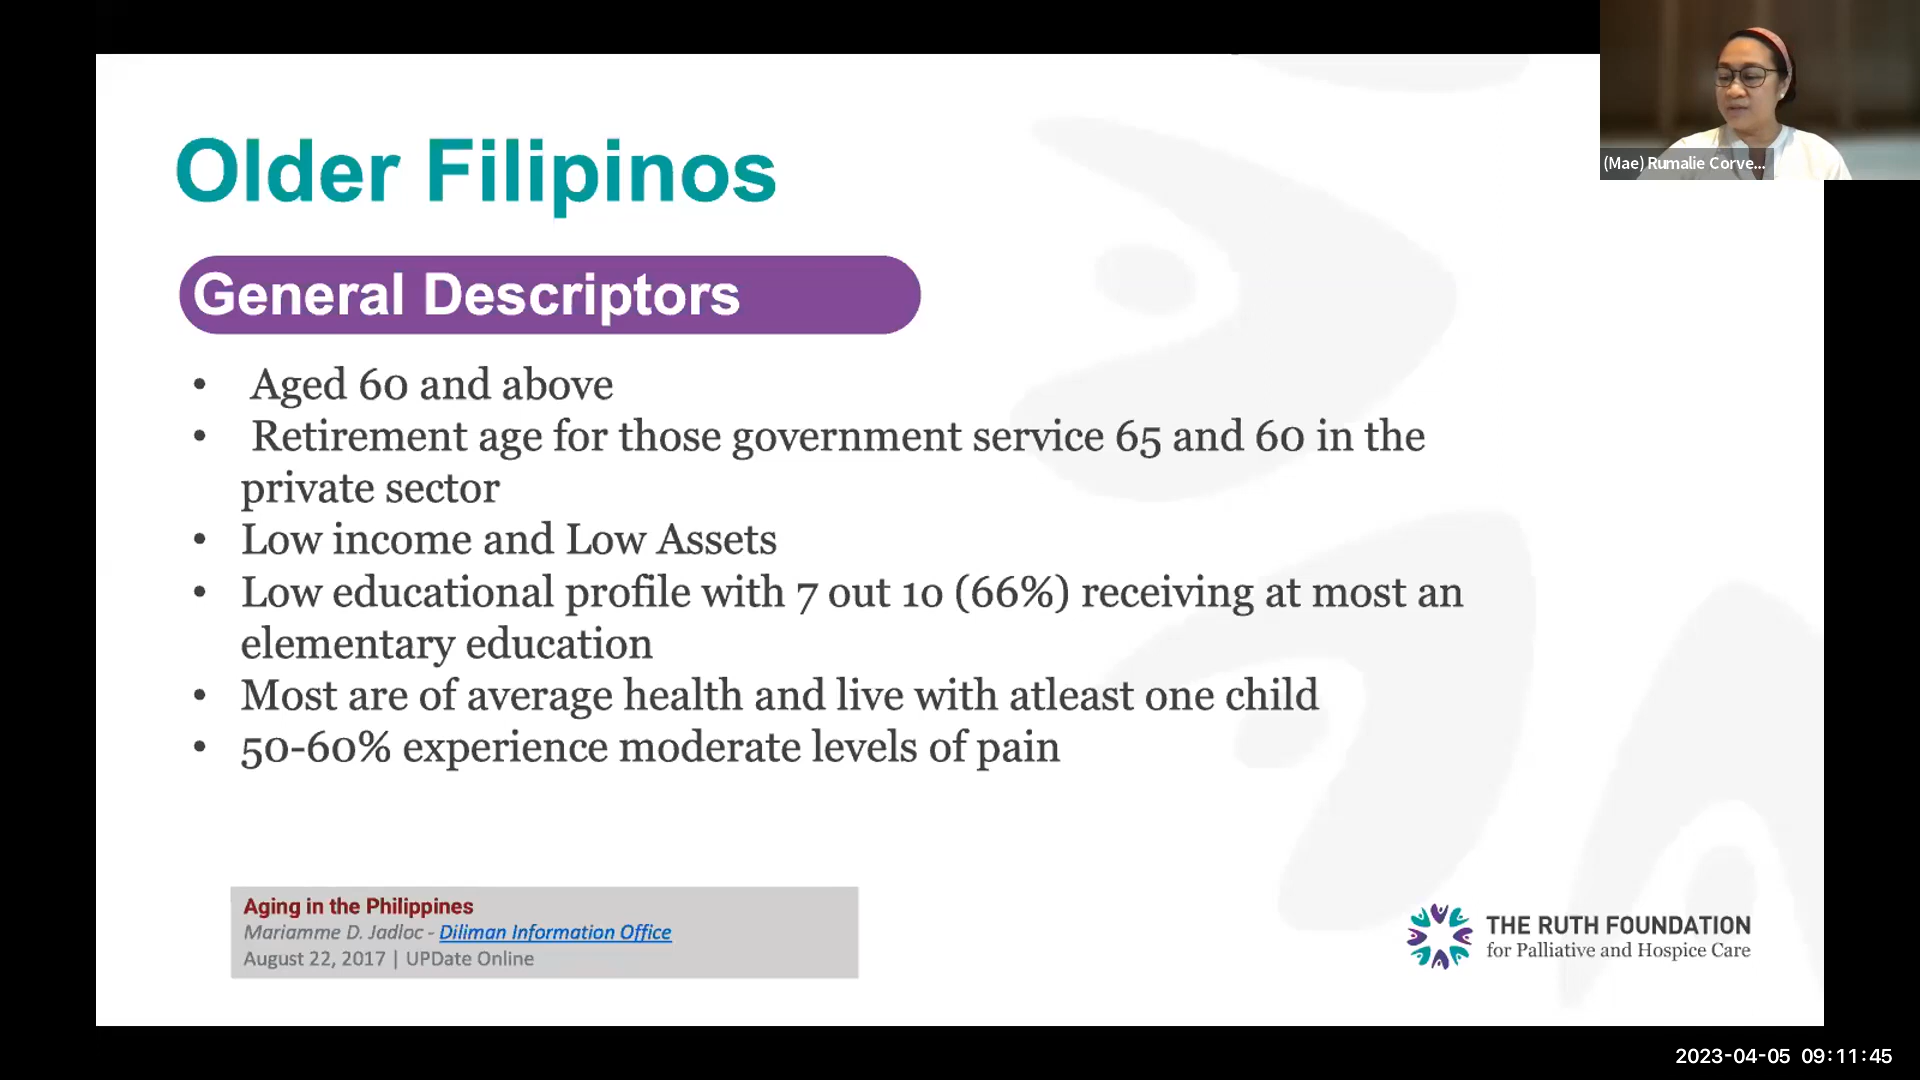 (Mae) Rumalie Corve...
Older Filipinos
General Descriptors
• Aged 60 and above
• Retirement age for those government service 65 and 60 in the
private sector
• Low income and Low Assets
• Low educational profile with 7 out 10 (66%) receiving at most an
elementary education
• Most are of average health and live with atleast one child
• 50-60% experience moderate levels of pain
Aging in the Philippines
Mariamme D. Jadloc - Diliman Information Office
August 22, 2017 | UPDate Online
THE RUTH FOUNDATION
for Palliative and Hospice Care
2023-04-05 09:11:45